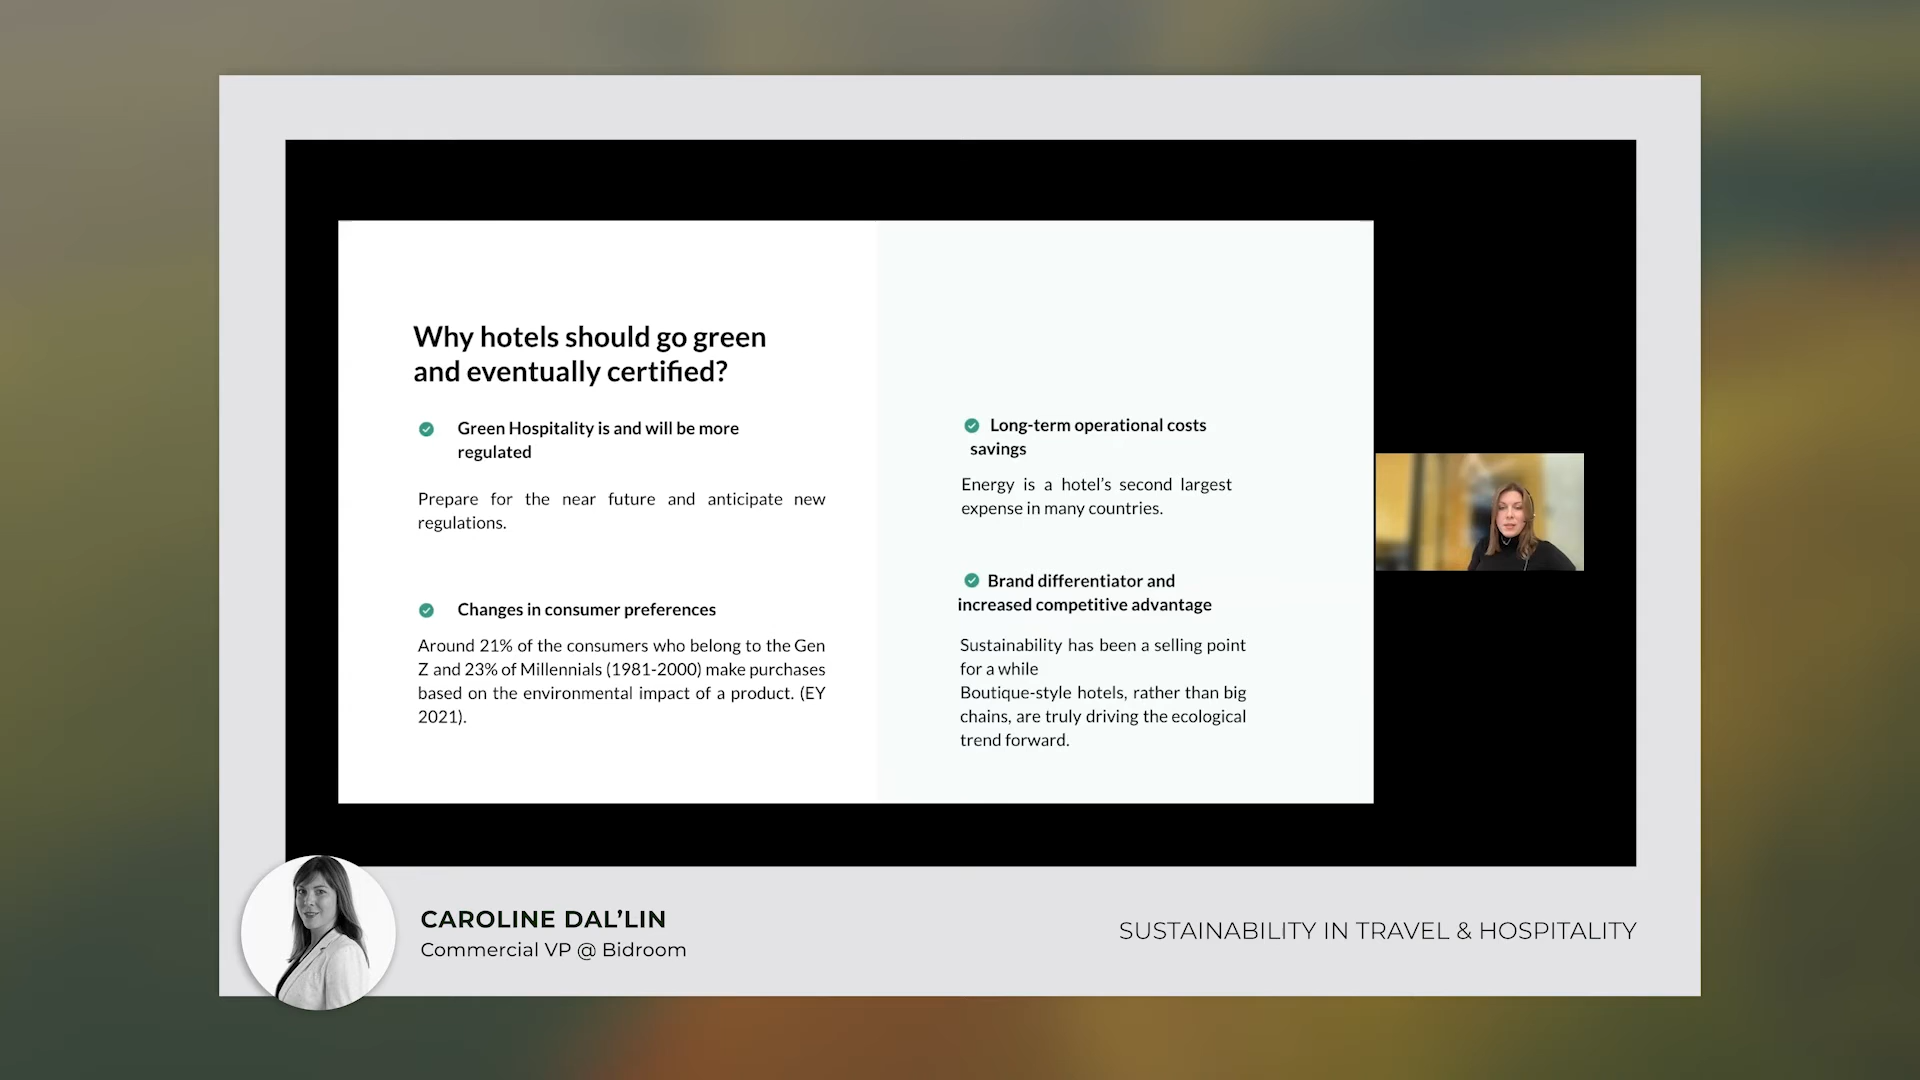 Why hotels should go green
and eventually certified?
Green Hospitality is and will be more
regulated
Prepare for the near future and anticipate new
regulations.
Changes in consumer preferences
Around 21% of the consumers who belong to the Gen
Z and 23% of Millennials (1981-2000) make purchases
based on the environmental impact of a product. (EY
2021).
Long-term operational costs
savings
Energy is a hotel's second largest
expense in many countries.
Brand differentiator and
increased competitive advantage
Sustainability has been a selling point
for a while
Boutique-style hotels, rather than big
chains, are truly driving the ecological
trend forward.
CAROLINE DAL'LIN
Commercial VP @ Bidroom
SUSTAINABILITY IN TRAVEL & HOSPITALITY